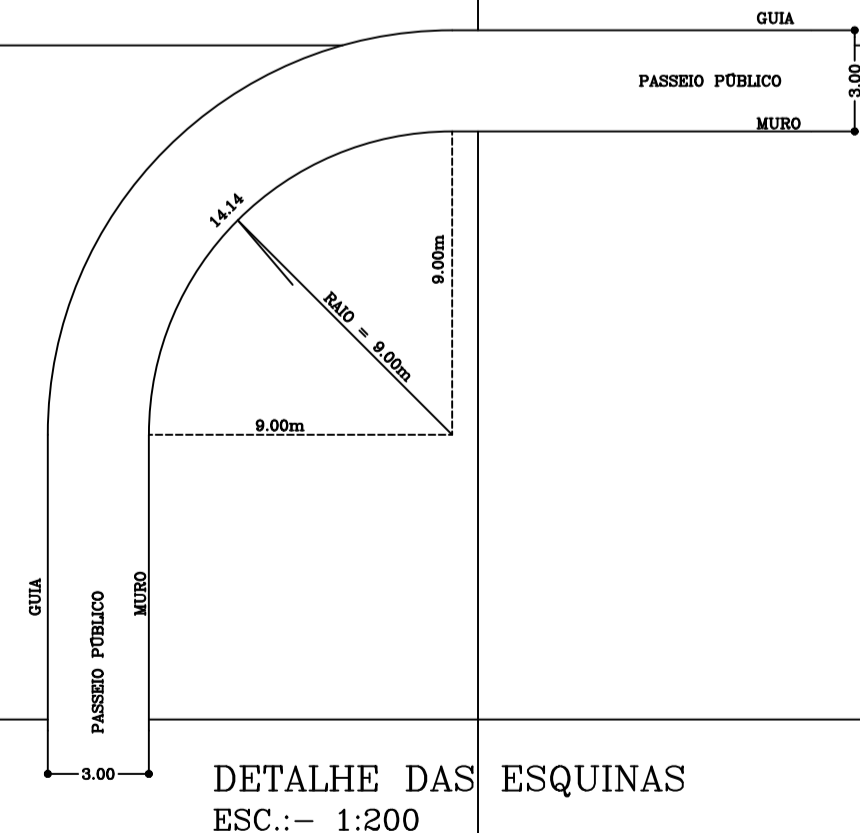 GUIA
PASSEIO PÚBLICO
3.00
MURO
14.14
9.00m
RAIO = 9.00m
9.00m
GUIA
MURO
PASSEIO PÚBLICO
3.00
DETALHE DAS ESQUINAS
ESC.:- 1:200